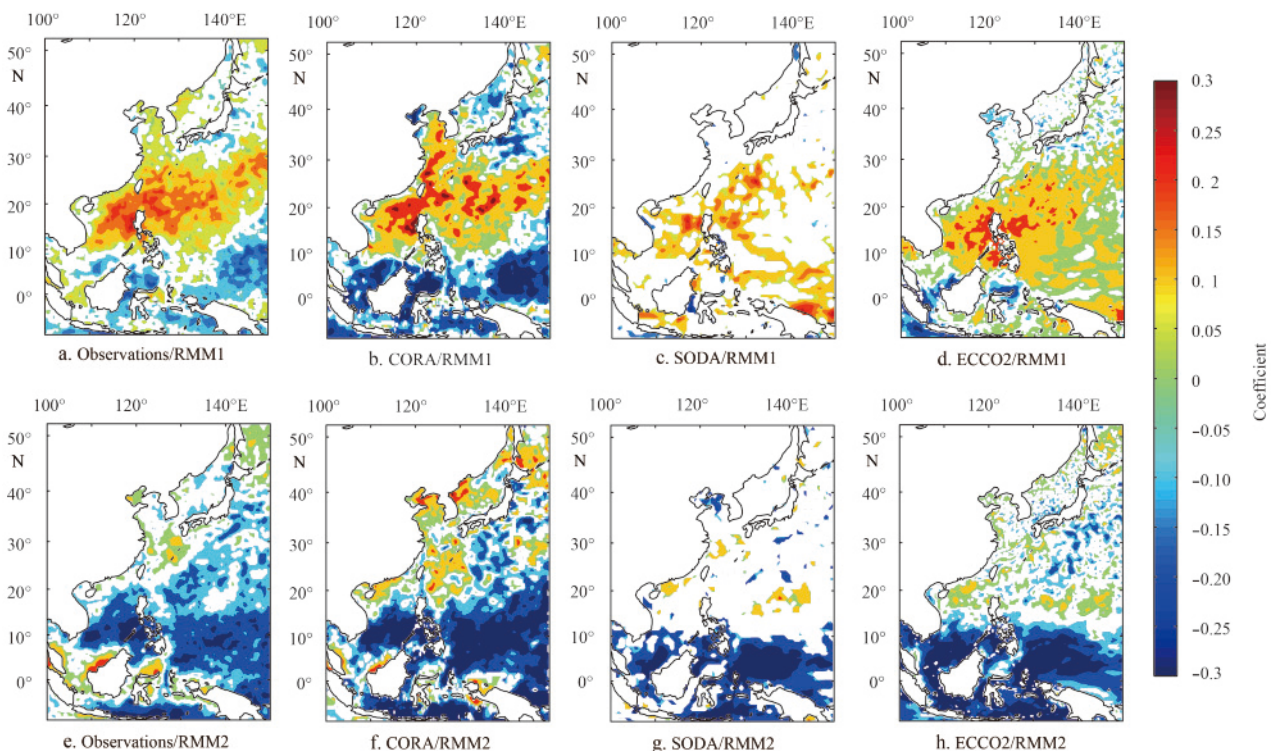 100° 120° 140°E 100° 120° 140°E 100° 120° 140°E 100° 120° 140°E
50° 50° 50° 50° 0.3
N N N N 0.25
40° 40° 40° 40° 0. 2
30° 30° 30° 30° 0.15
20° 20° 20° 20° 0.1
10° 10° 10° 10° 0.05
0° 0° 0° 0° 0
a. Observations/RMM1 b. CORA/RMM1 c. SODA/RMM1 d. ECCO2/RMM1
Coefficient
100° 120° 140°E 100° 120° 140°E 100° 120° 140°E 100° 120° 140°E
50° 50° 50° 50° −0.05
N N N N −0.1
40° 40° 40° 40° −0.15
30° 30° 30° 30° −0.20
20° 20° 20° 20° −0.25
10° 10° 10° 10° −0.3
0° 0° 0° 0°
e. Observations/RMM2 f. CORA/RMM2 g. SODA/RMM2 h. ECCO2/RMM2